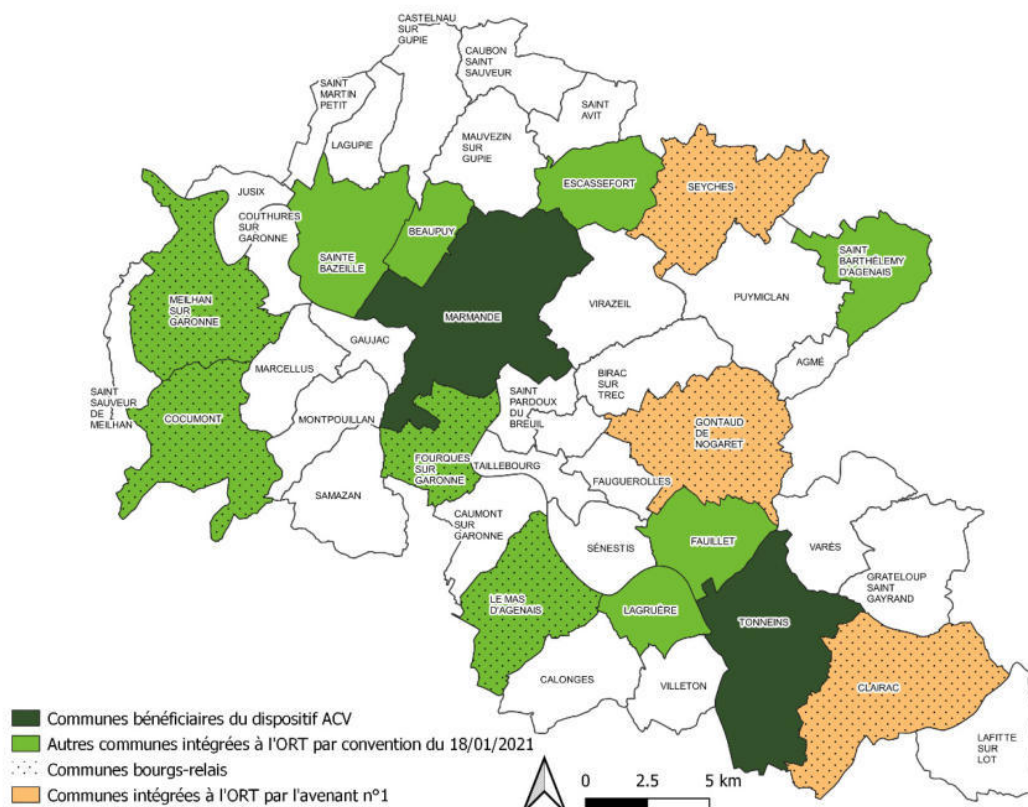 CASTELNAU
SUR
GUPIE
CAUBON
SAINT
SAUVEUR
SAINT
MARTIN
PETIT
SAINT
AVIT
LAGUPIE
MAUVEZIN
SUR
GUPIE
ESCASSEFORT
SEYCHES
JUSIX
COUTHURES
SUR
GARONNE
BEAUPUY
SAINTE
BAZEILLE
SAINT
BARTHÉLEMY
D'AGENAIS
MEILHAN
SUR
GARONNE
MARMANDE
VIRAZEIL
PUYMICLAN
GAUJAC
AGMÉ
MARCELLUS
BIRAC
SUR
TREC
SAINT
SAUVEUR
DE
MEILHAN
COCUMONT
MONTPOUILLAN
SAINT
PARDOUX
DU
BREUIL
GONTAUD
DE
NOGARET
FOURQUES
SUR
GARONNE
TAILLEBOURG
FAUGUEROLLES
SAMAZAN
CAUMONT
SUR
GARONNE
SÉNESTIS
FAUILLET
VARÈS
GRATELOUP
SAINT
GAYRAND
LE MAS
D'AGENAIS
LAGRUÈRE
TONNEINS
CALONGES
VILLETON
CLAIRAC
LAFITTE
SUR
LOT
Communes bénéficiaires du dispositif ACV
Autres communes intégrées à l'ORT par convention du 18/01/2021
Communes bourgs-relais
Communes intégrées à l'ORT par l'avenant n°1
0 2.5 5 km